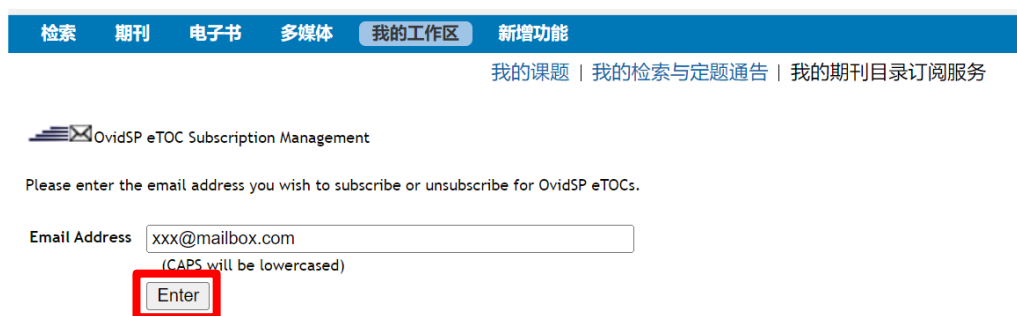 检索 期刊 电子书 多媒体 我的工作区 新增功能
我的课题 | 我的检索与定题通告 | 我的期刊目录订阅服务
OvidSP eTOC Subscription Management
Please enter the email address you wish to subscribe or unsubscribe for OvidSP eTOCs.
Email Address xxx@mailbox.com
(CAPS will be lowercased)
Enter